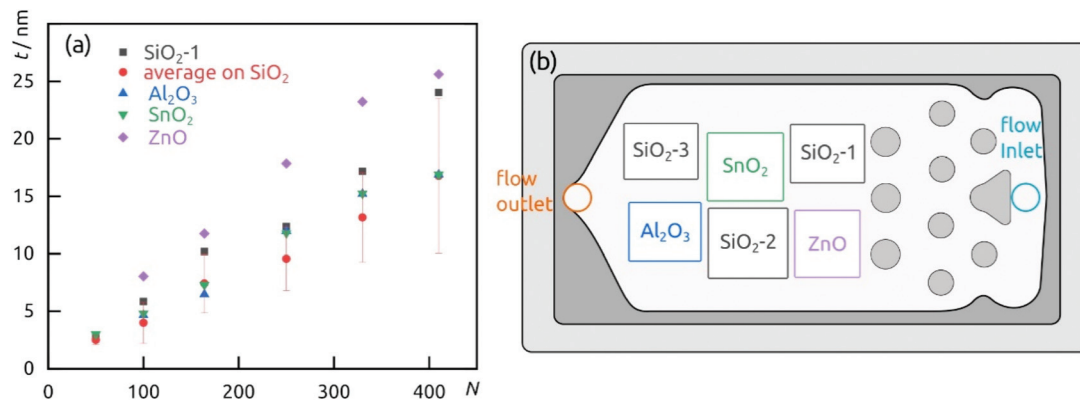 t / nm
(a)
SiO₂-1
average on SiO₂
Al₂O₃
SnO₂
ZnO
25
20
15
10
5
0
0 100 200 300 400 N
(b)
flow
Inlet
flow
outlet
SiO₂-3
SnO₂
SiO₂-1
Al₂O₃
SiO₂-2
ZnO